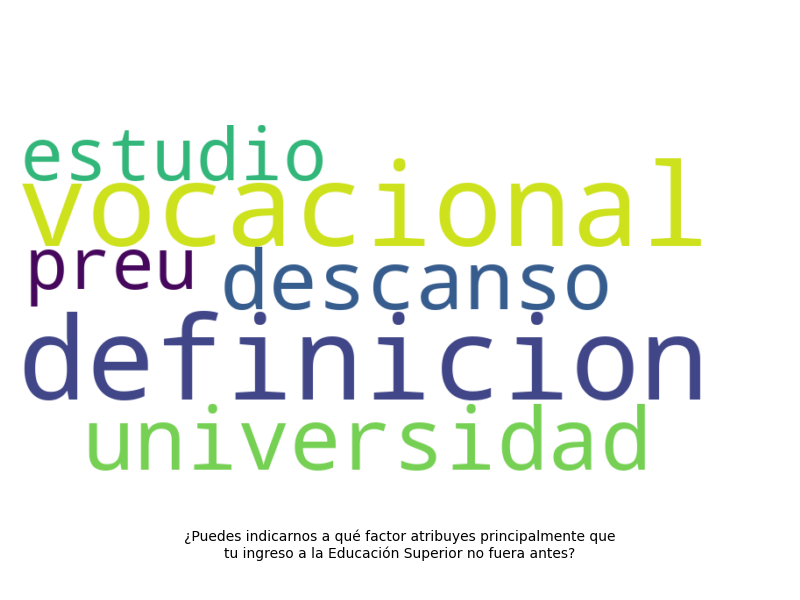 estudio
vocacional
preu descanso
definicion
universidad
¿Puedes indicarnos a qué factor atribuyes principalmente que
tu ingreso a la Educación Superior no fuera antes?